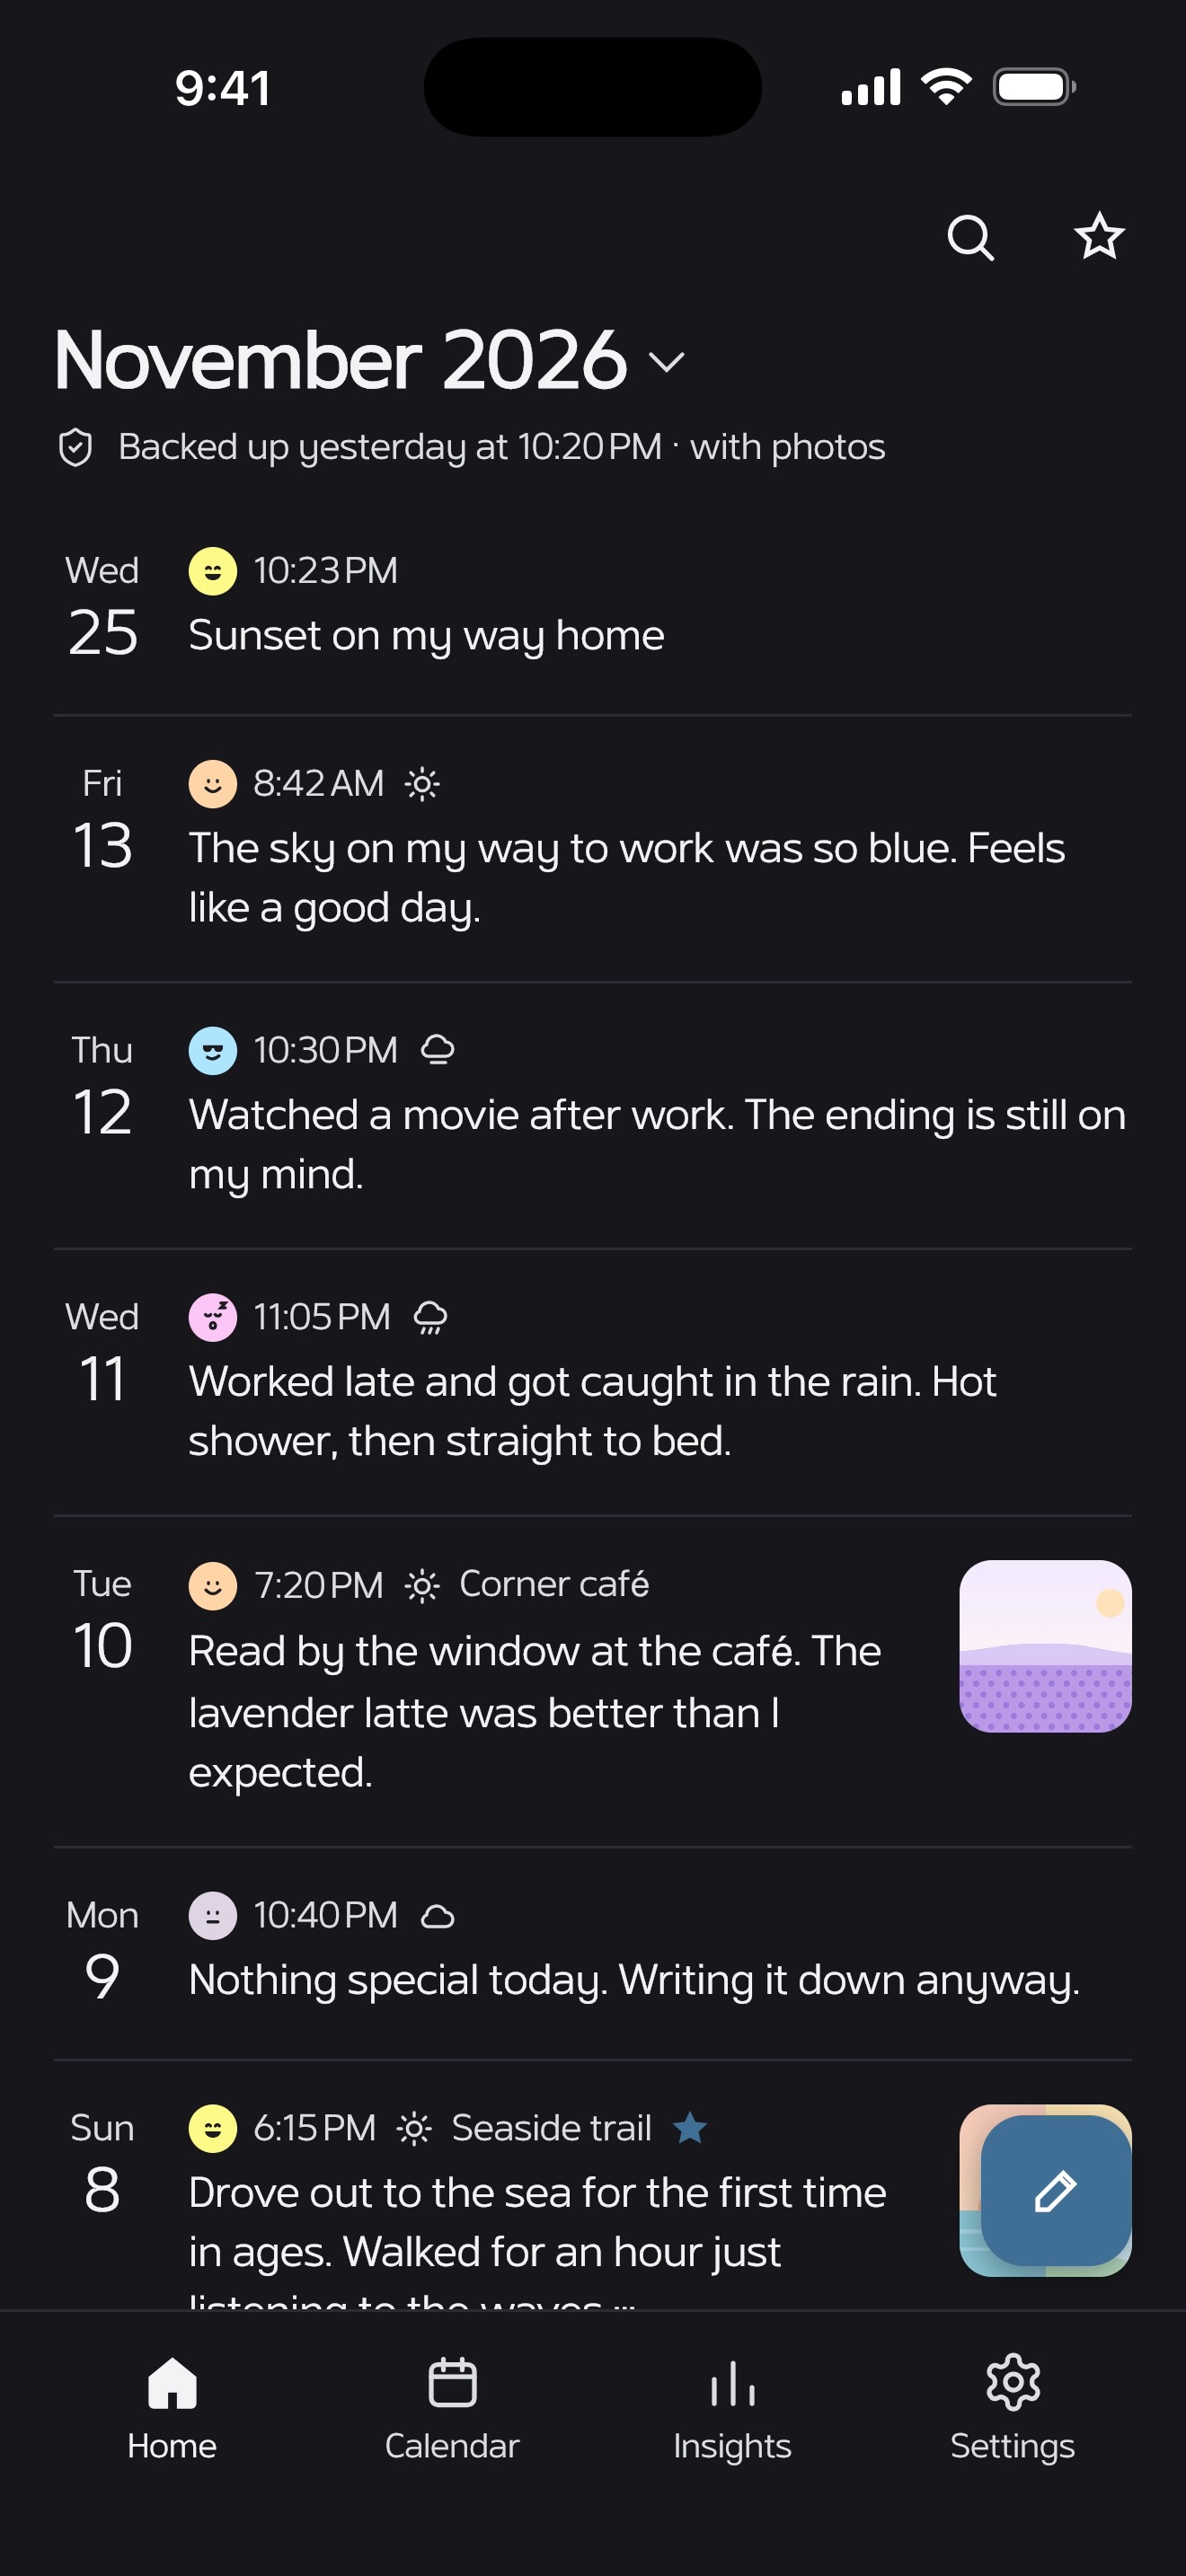 9:41
November 2026
Backed up yesterday at 10:20 PM · with photos
Wed
25
10:23 PM
Sunset on my way home
Fri
13
8:42 AM
The sky on my way to work was so blue. Feels
like a good day.
Thu
12
10:30 PM
Watched a movie after work. The ending is still on
my mind.
Wed
11
11:05 PM
Worked late and got caught in the rain. Hot
shower, then straight to bed.
Tue
10
7:20 PM Corner café
Read by the window at the café. The
lavender latte was better than I
expected.
Mon
9
10:40 PM
Nothing special today. Writing it down anyway.
Sun
8
6:15 PM Seaside trail
Drove out to the sea for the first time
in ages. Walked for an hour just
listening to the waves ...
Home
Calendar
Insights
Settings